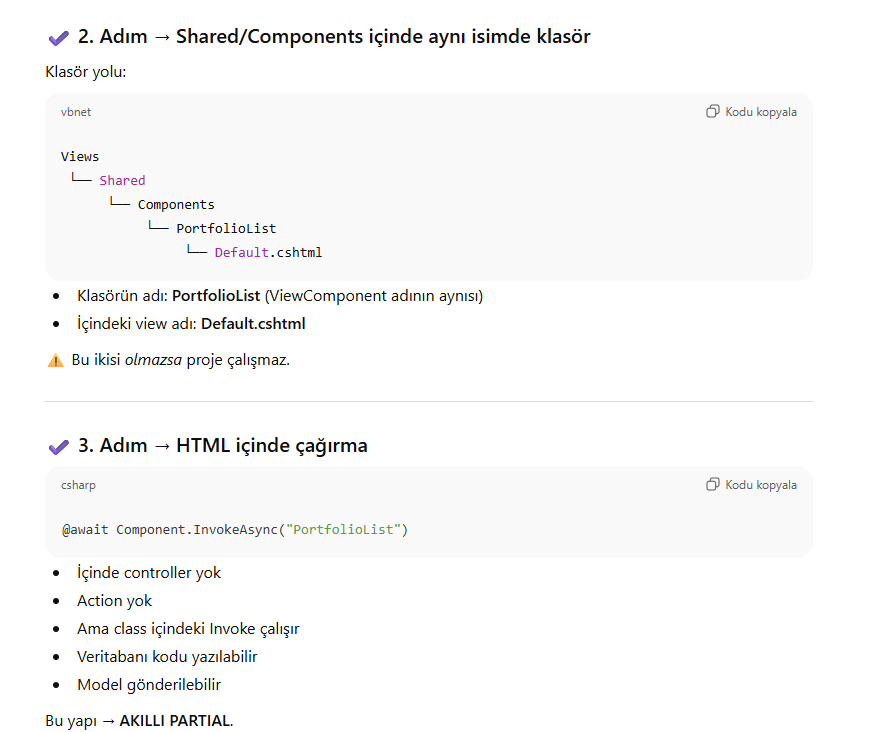 ✔ 2. Adım → Shared/Components içinde aynı isimde klasör
Klasör yolu:
vbnet
Kodu kopyala
Views
└── Shared
└── Components
└── PortfolioList
└── Default.cshtml
• Klasörün adı: PortfolioList (ViewComponent adının aynısı)
• İçindeki view adı: Default.cshtml
⚠ Bu ikisi olmazsa proje çalışmaz.
✔ 3. Adım → HTML içinde çağırma
csharp
Kodu kopyala
@await Component.InvokeAsync("PortfolioList")
• İçinde controller yok
• Action yok
• Ama class içindeki Invoke çalışır
• Veritabanı kodu yazılabilir
• Model gönderilebilir
Bu yapı → AKILLI PARTIAL.